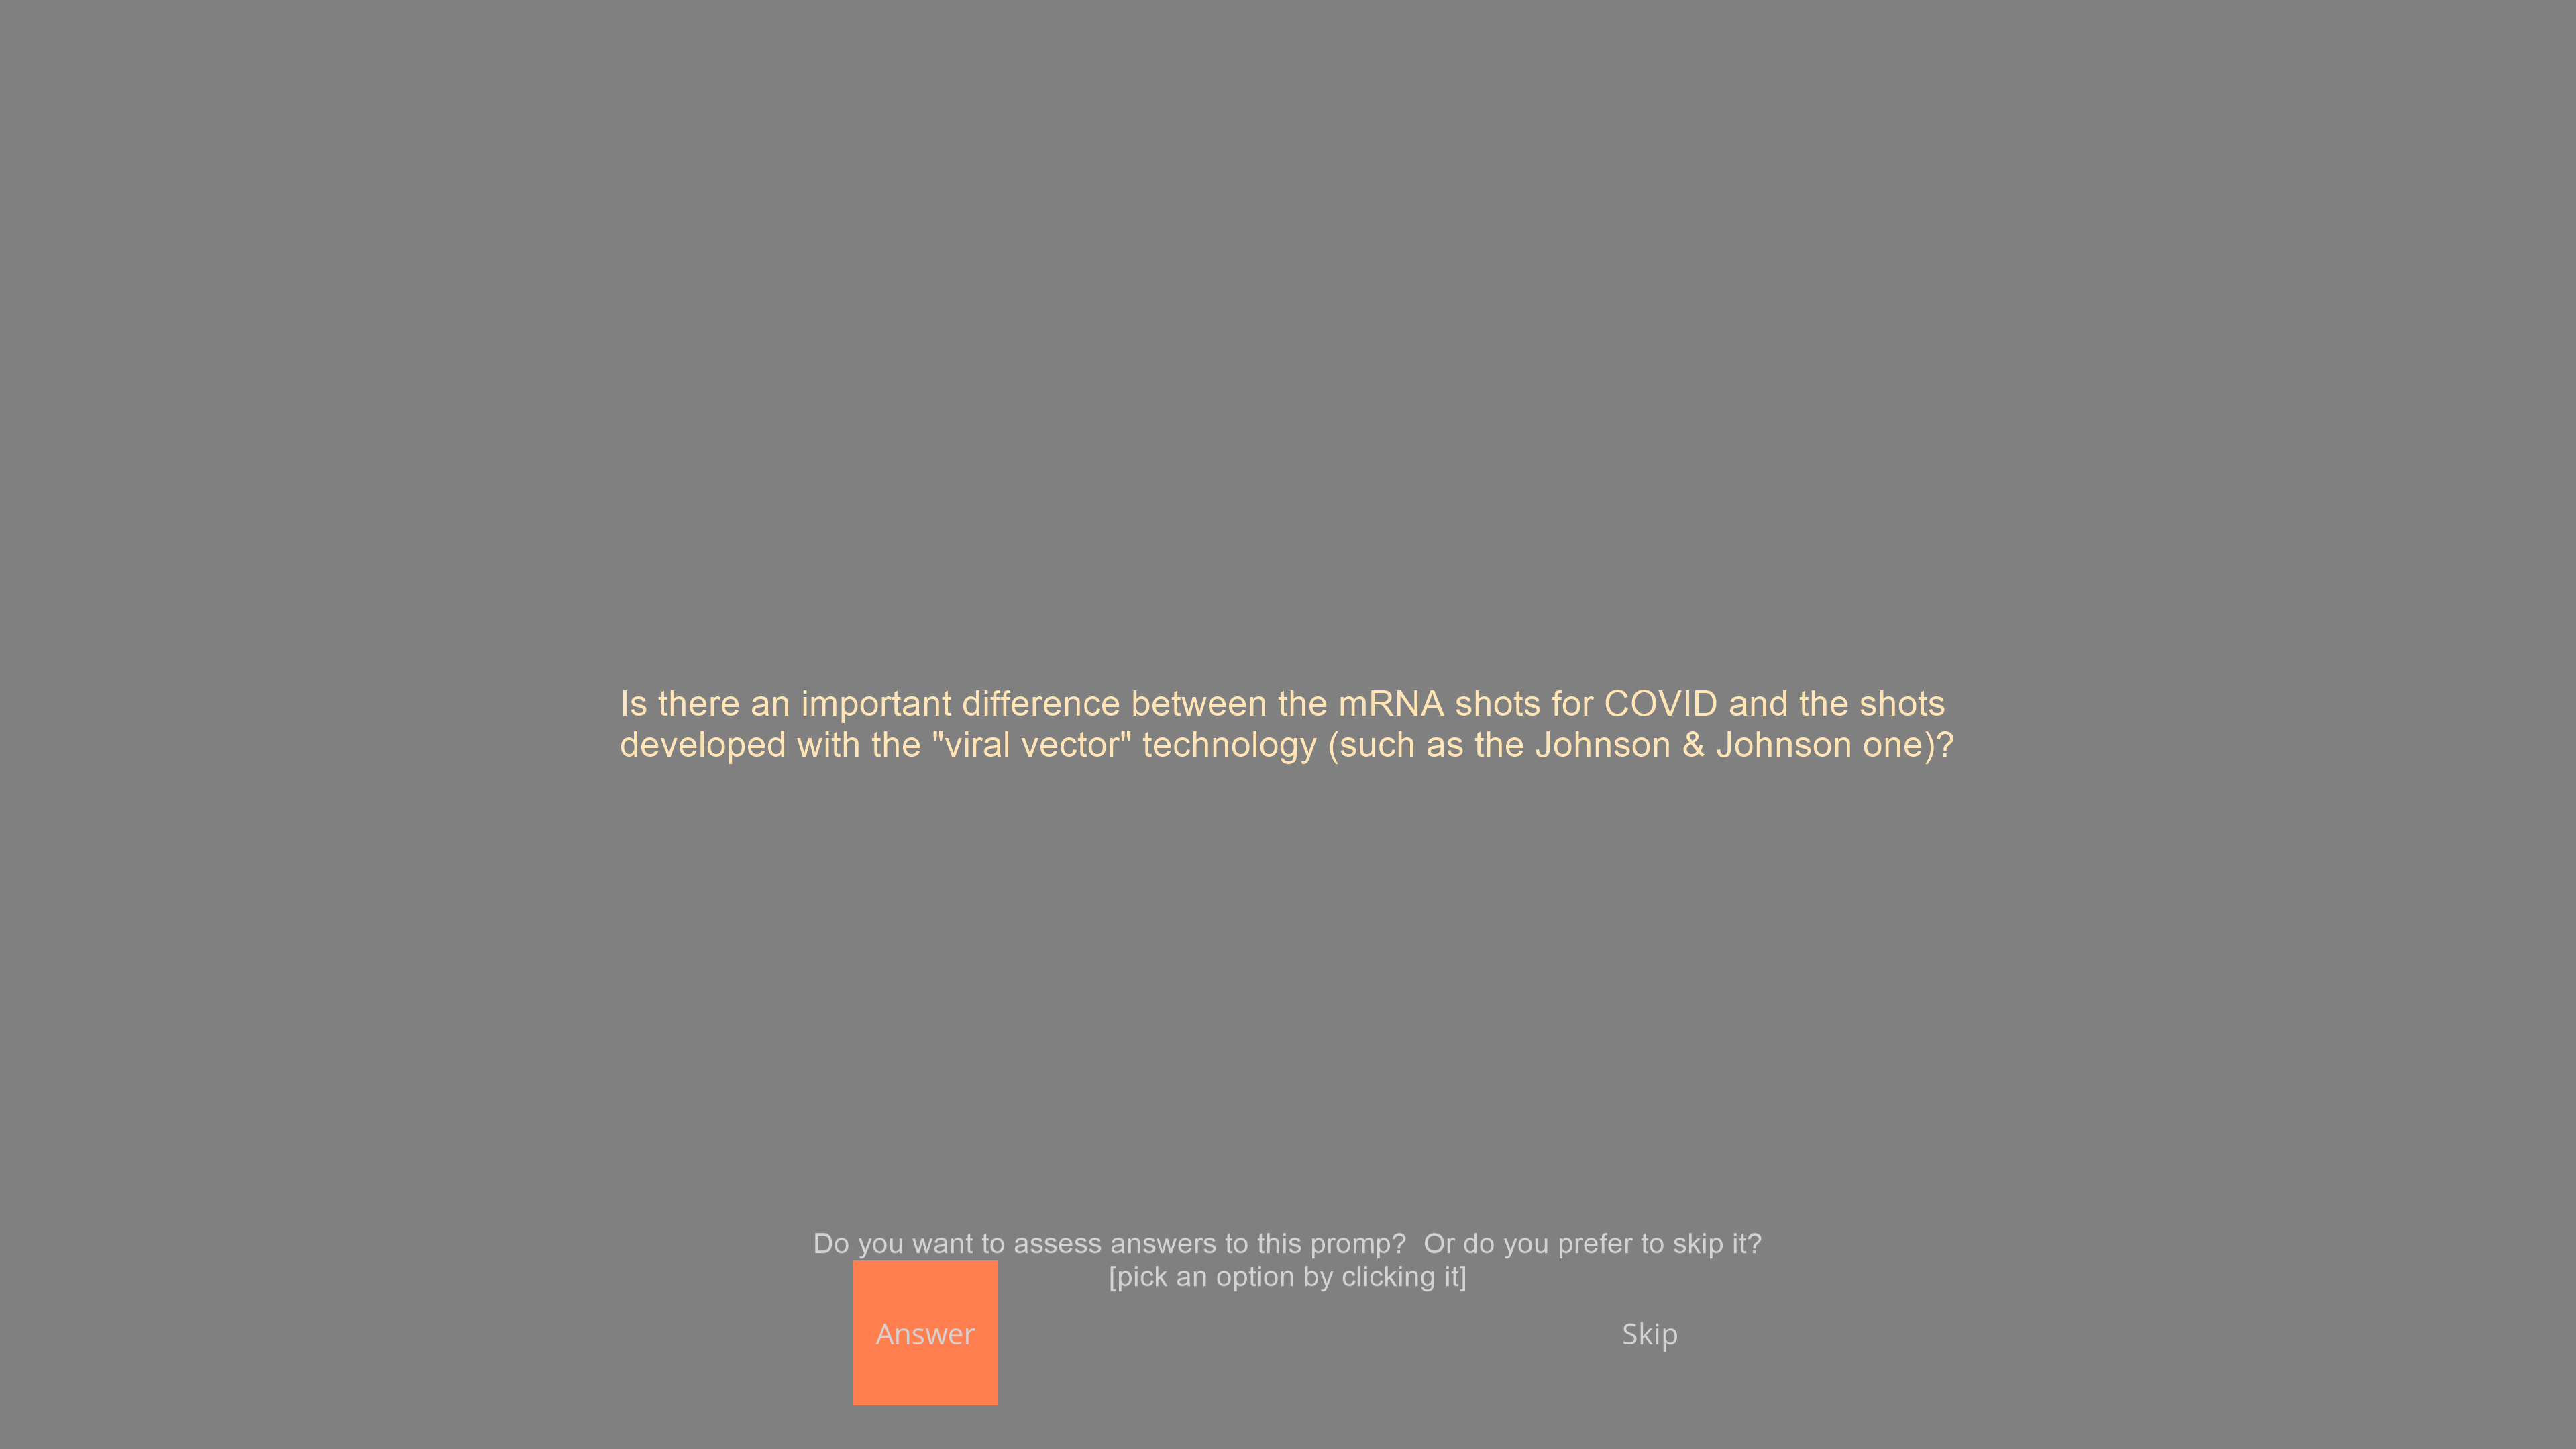 Is there an important difference between the mRNA shots for COVID and the shots
developed with the "viral vector" technology (such as the Johnson & Johnson one)?
Do you want to assess answers to this promp?  Or do you prefer to skip it?
[pick an option by clicking it]
Answer
Skip